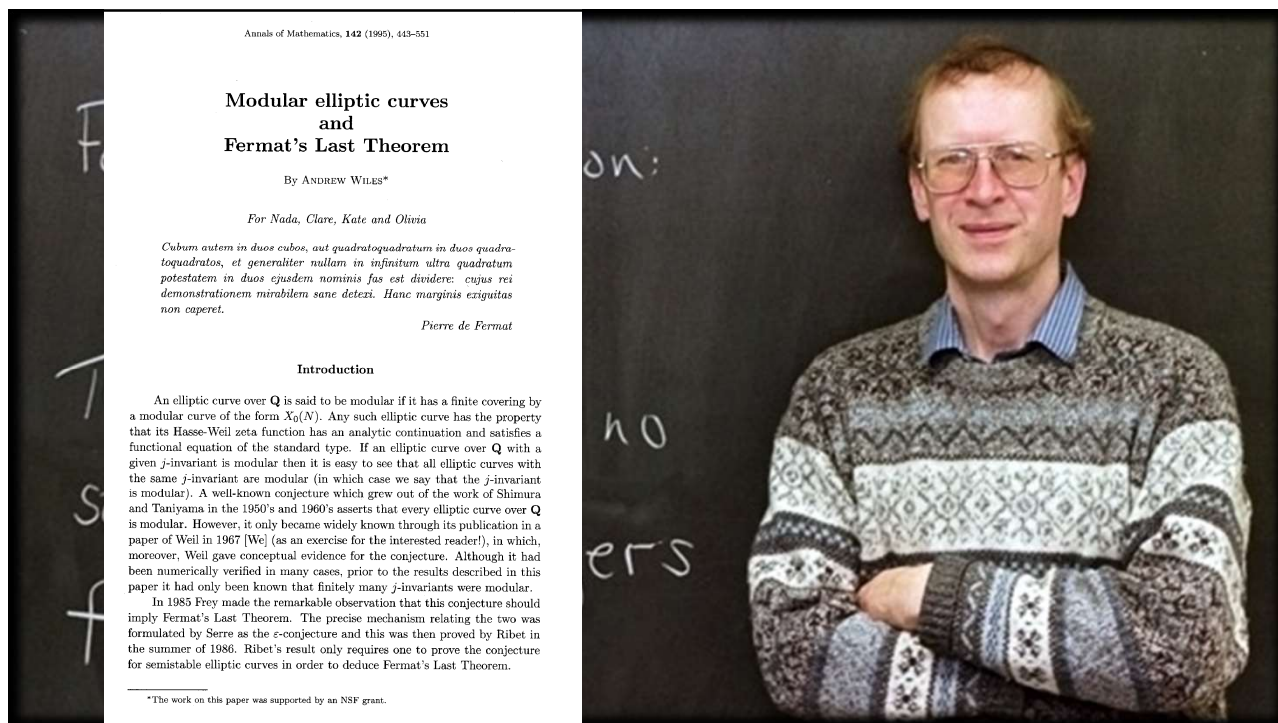 Annals of Mathematics, 142 (1995), 443–551
Modular elliptic curves
and
Fermat's Last Theorem
By ANDREW WILES*
For Nada, Clare, Kate and Olivia
Cubum autem in duos cubos, aut quadratoquadratum in duos quadra-
toquadratos, et generaliter nullam in infinitum ultra quadratum
potestatem in duos ejusdem nominis fas est dividere: cujus rei
demonstrationem mirabilem sane detexi. Hanc marginis exiguitas
non caperet.
Pierre de Fermat
Introduction
An elliptic curve over Q is said to be modular if it has a finite covering by
a modular curve of the form X₀(N). Any such elliptic curve has the property
that its Hasse-Weil zeta function has an analytic continuation and satisfies a
functional equation of the standard type. If an elliptic curve over Q with a
given j-invariant is modular then it is easy to see that all elliptic curves with
the same j-invariant are modular (in which case we say that the j-invariant
is modular). A well-known conjecture which grew out of the work of Shimura
and Taniyama in the 1950's and 1960's asserts that every elliptic curve over Q
is modular. However, it only became widely known through its publication in a
paper of Weil in 1967 [We] (as an exercise for the interested reader!), in which,
moreover, Weil gave conceptual evidence for the conjecture. Although it had
been numerically verified in many cases, prior to the results described in this
paper it had only been known that finitely many j-invariants were modular.
In 1985 Frey made the remarkable observation that this conjecture should
imply Fermat's Last Theorem. The precise mechanism relating the two was
formulated by Serre as the ε-conjecture and this was then proved by Ribet in
the summer of 1986. Ribet's result only requires one to prove the conjecture
for semistable elliptic curves in order to deduce Fermat's Last Theorem.
*The work on this paper was supported by an NSF grant.
on:
no
ers